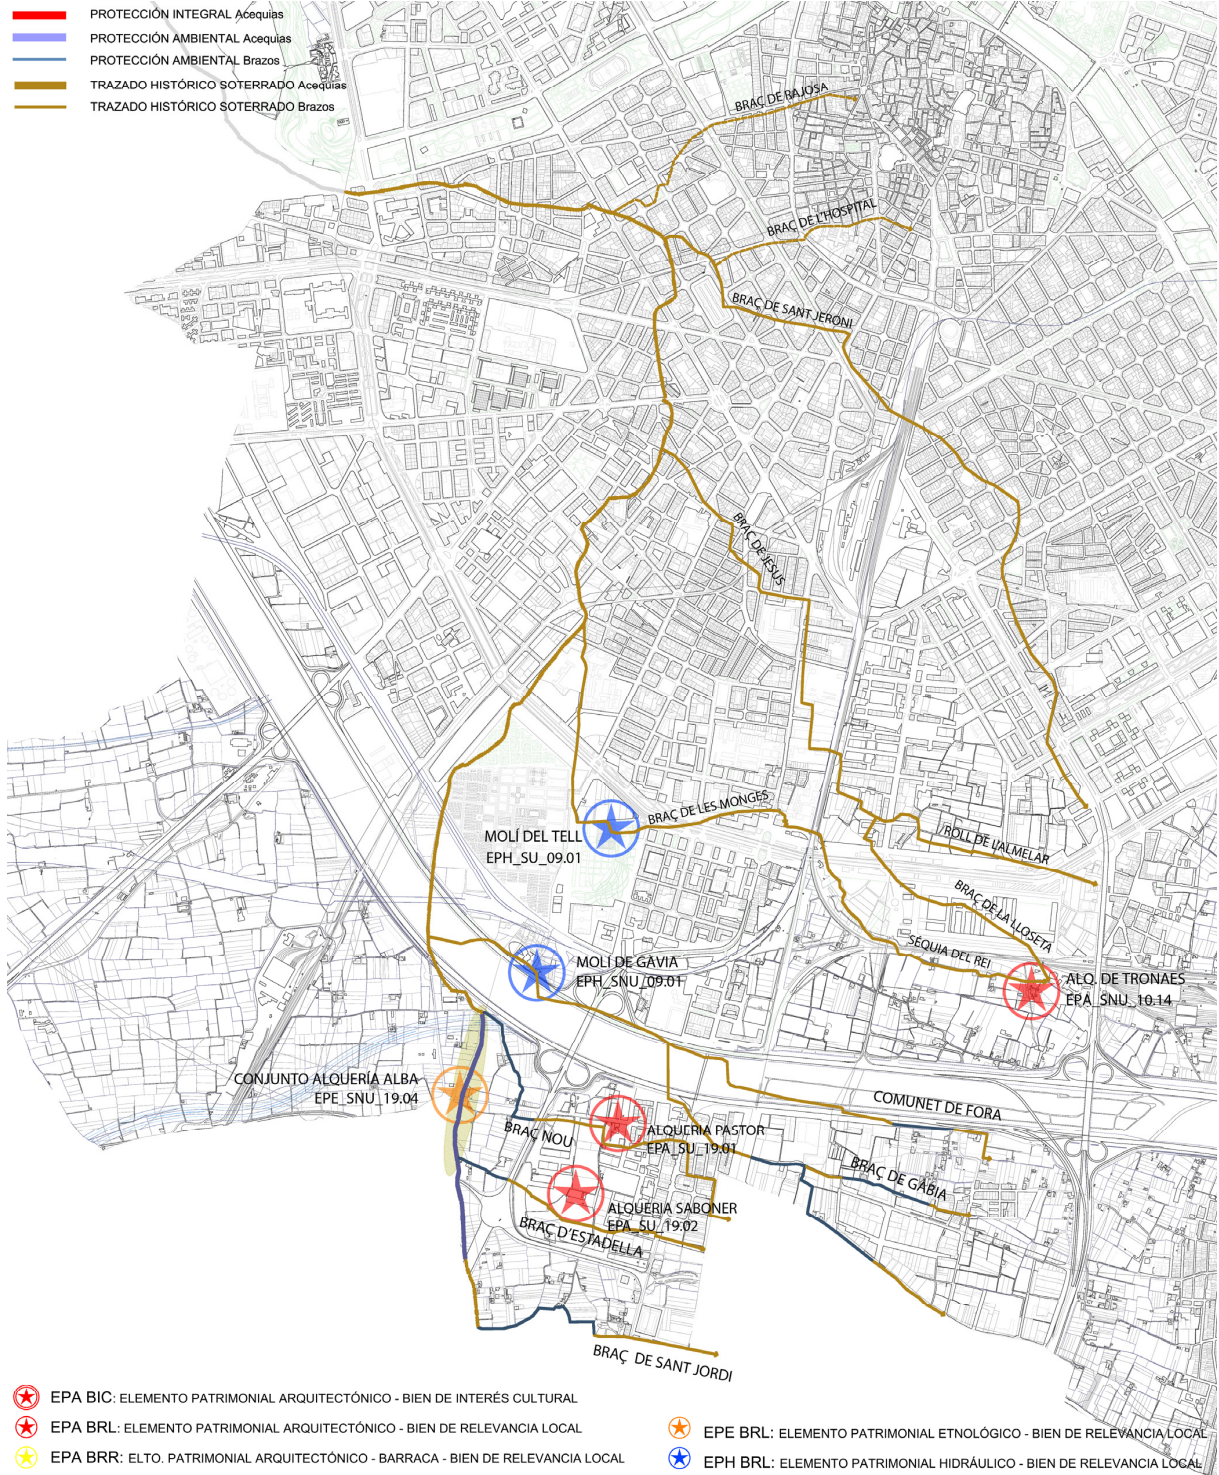 PROTECCIÓN INTEGRAL Acequias
PROTECCIÓN AMBIENTAL Acequias
PROTECCIÓN AMBIENTAL Brazos
TRAZADO HISTÓRICO SOTERRADO Acequias
TRAZADO HISTÓRICO SOTERRADO Brazos
BRAÇ DE RAJOSA
BRAÇ DE L'HOSPITAL
BRAÇ DE SANT JERONI
BRAÇ DE JESUS
BRAÇ DE LES MONGES
MOLÍ DEL TELL
EPH_SU_09.01
ROLL DE L'ALMELAR
BRAÇ DE LA LLOSETA
SÉQUIA DEL REI
MOLI DE GAVIA
EPH_SNU_09.01
ALQ. DE TRONAES
EPA_SNU_10.14
CONJUNTO ALQUERÍA ALBA
EPE_SNU_19.04
COMUNET DE FORA
BRAÇ NOU
ALQUERIA PASTOR
EPA_SU_19.01
BRAÇ DE GABIA
ALQUERIA SABONER
EPA_SU_19.02
BRAÇ D'ESTADELLA
BRAÇ DE SANT JORDI
EPA BIC: ELEMENTO PATRIMONIAL ARQUITECTÓNICO - BIEN DE INTERÉS CULTURAL
EPA BRL: ELEMENTO PATRIMONIAL ARQUITECTÓNICO - BIEN DE RELEVANCIA LOCAL
EPA BRR: ELTO. PATRIMONIAL ARQUITECTÓNICO - BARRACA - BIEN DE RELEVANCIA LOCAL
EPE BRL: ELEMENTO PATRIMONIAL ETNOLÓGICO - BIEN DE RELEVANCIA LOCAL
EPH BRL: ELEMENTO PATRIMONIAL HIDRÁULICO - BIEN DE RELEVANCIA LOCAL